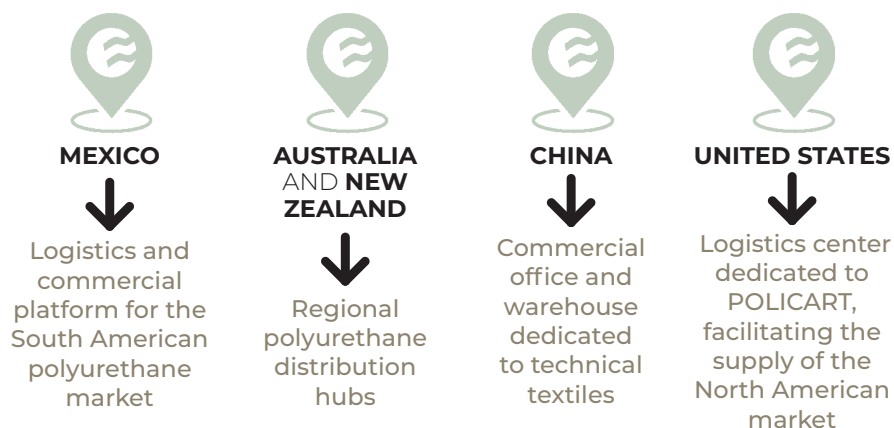 MEXICO
Logistics and
commercial
platform for the
South American
polyurethane
market
AUSTRALIA
AND NEW
ZEALAND
Regional
polyurethane
distribution
hubs
CHINA
Commercial
office and
warehouse
dedicated
to technical
textiles
UNITED STATES
Logistics center
dedicated to
POLICART,
facilitating the
supply of the
North American
market